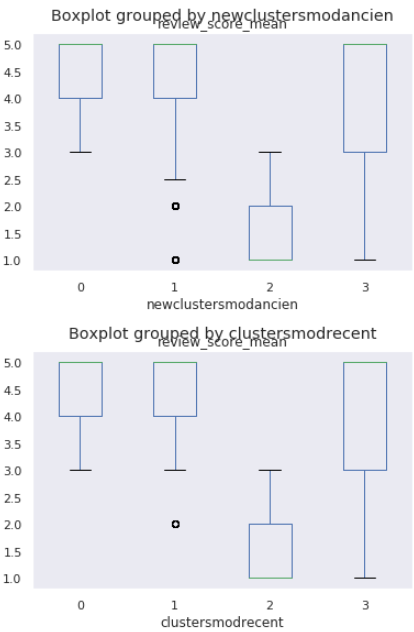 Boxplot grouped by newclustersmodancien
review_score_mean
5.0
4.5
4.0
3.5
3.0
2.5
2.0
1.5
1.0
0 1 2 3
newclustersmodancien
Boxplot grouped by clustersmodrecent
review_score_mean
5.0
4.5
4.0
3.5
3.0
2.5
2.0
1.5
1.0
0 1 2 3
clustersmodrecent